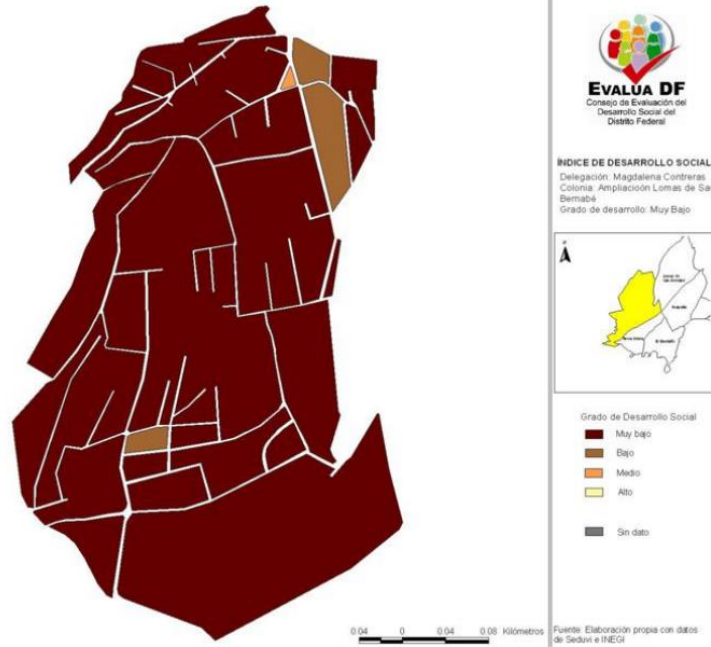 EVALUA DF
Consejo de Evaluación del
Desarrollo Social del
Distrito Federal
ÍNDICE DE DESARROLLO SOCIAL
Delegación: Magdalena Contreras
Colonia: Ampliacioón Lomas de Sa
Bernabé
Grado de desarrollo: Muy Bajo
Grado de Desarrollo Social
Muy bajo
Bajo
Medio
Alto
Sin dato
0.04 0 0.04 0.08 Kilómetros
Fuente: Elaboración propia con datos
de Seduvi e INEGI